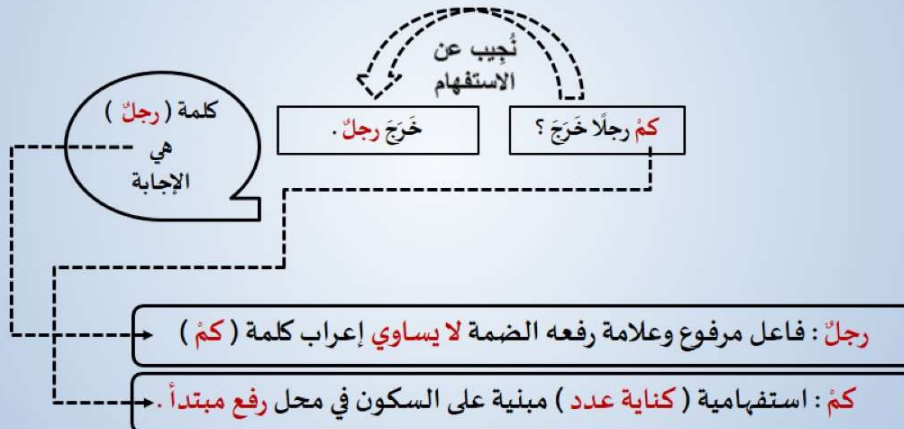 نُجِيب عن
الاستفهام
كمْ رجلًا خَرَجَ ؟
خَرَجَ رجلٌ .
كلمة ( رجلٌ )
هي
الإجابة
رجلٌ : فاعل مرفوع وعلامة رفعه الضمة لا يساوي إعراب كلمة ( كمْ )
كمْ : استفهامية ( كناية عدد ) مبنية على السكون في محل رفع مبتدأ .